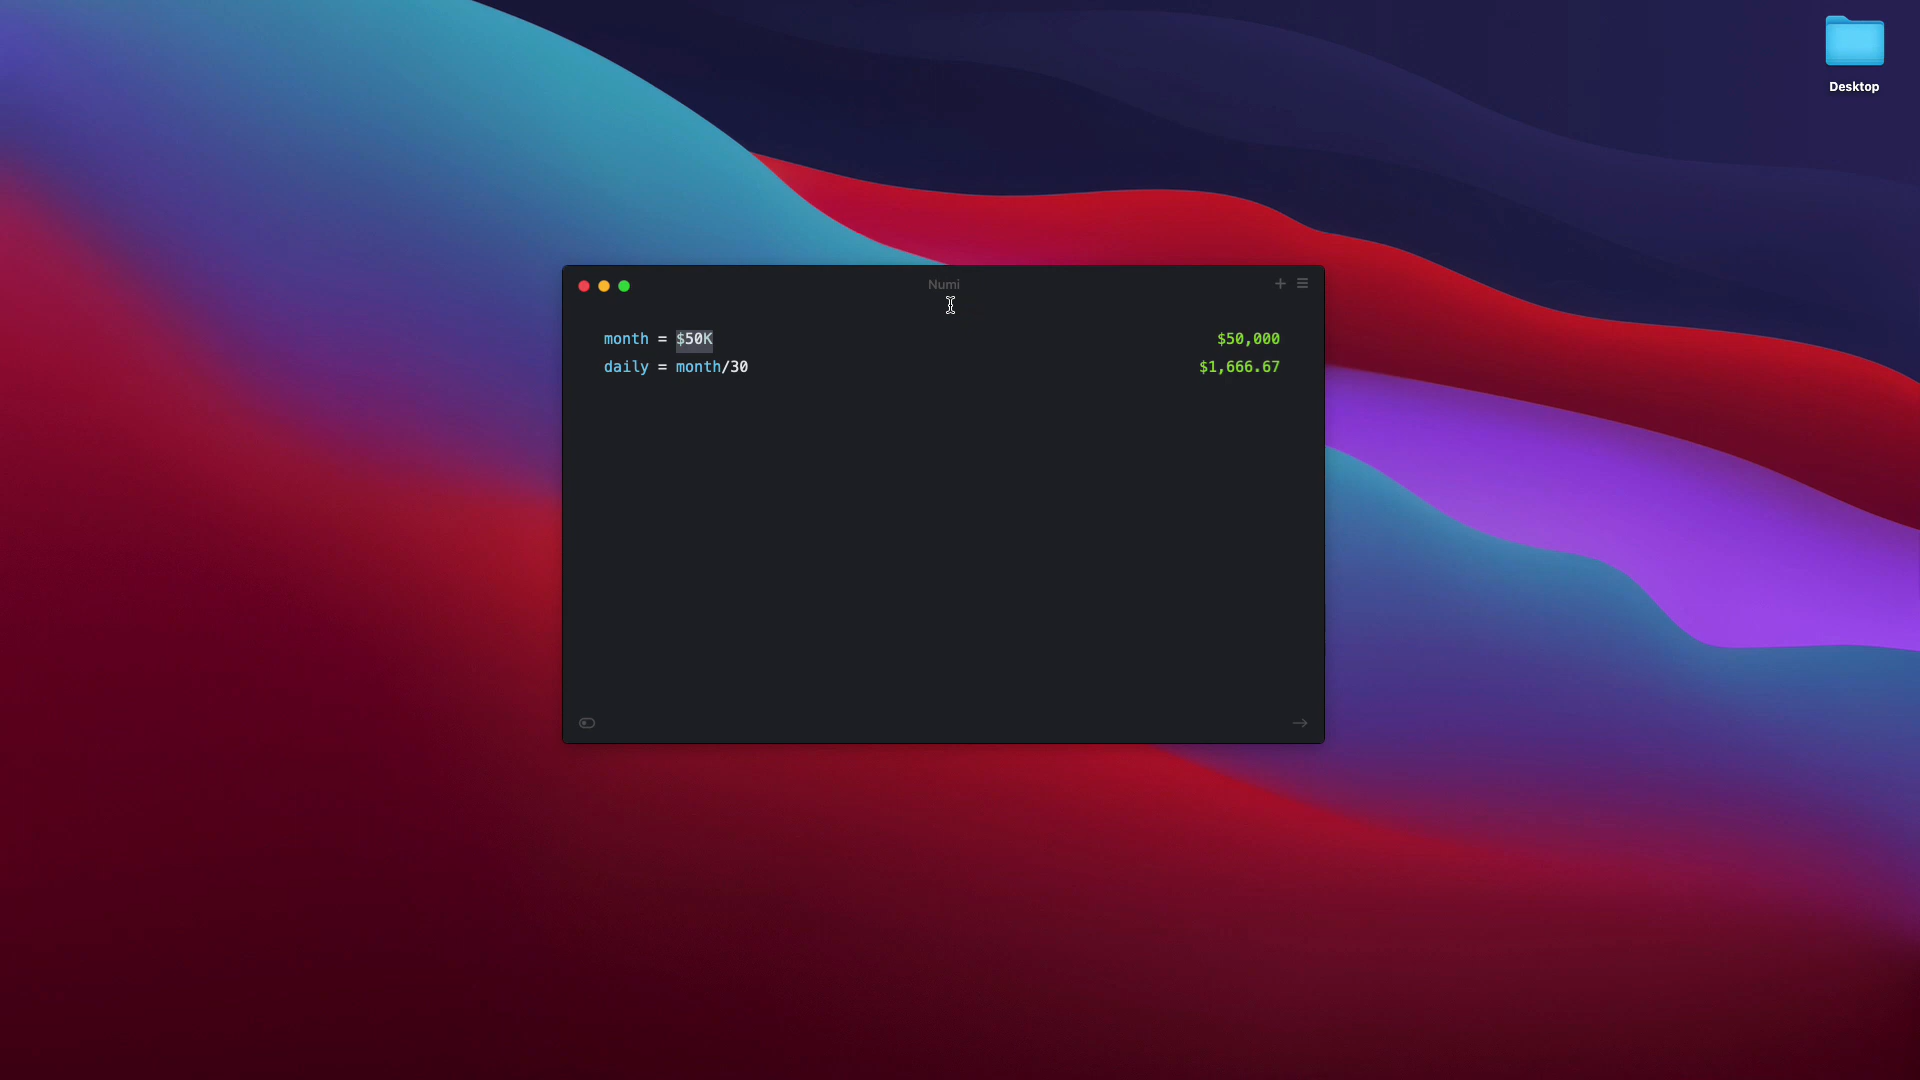 Desktop
Numi
month = $50K $50,000
daily = month/30 $1,666.67